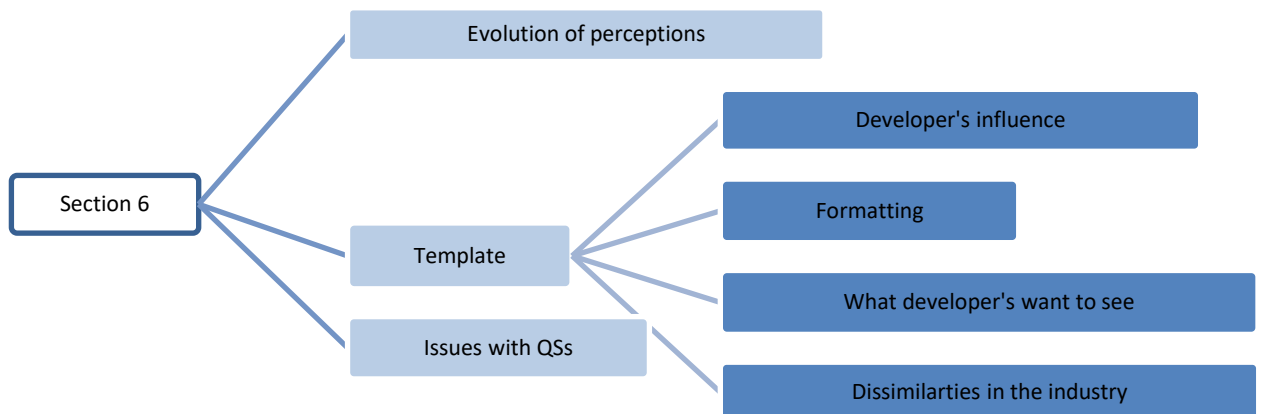 Section 6
Evolution of perceptions
Template
Issues with QSs
Developer's influence
Formatting
What developer's want to see
Dissimilarties in the industry